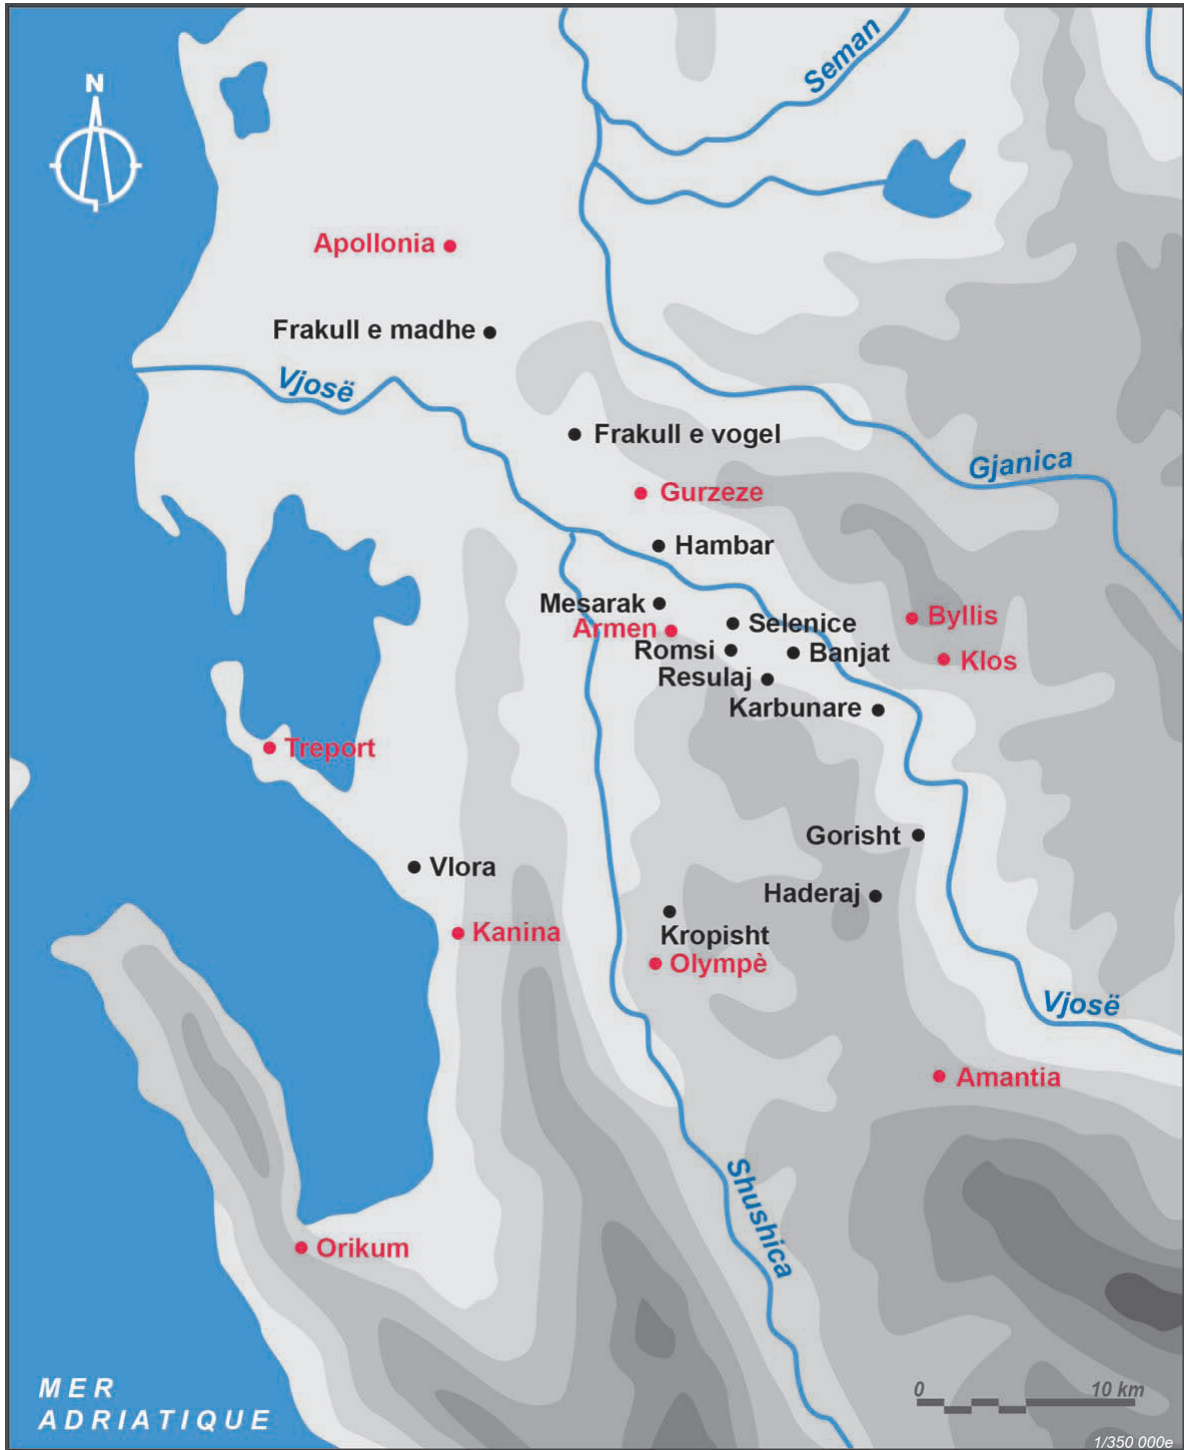 Seman
N
Apollonia
Frakull e madhe
Vjosë
Frakull e vogel
Gjanica
Gurzeze
Hambar
Mesarak
Armen
Selenice
Byllis
Romsi
Banjat
Klos
Resulaj
Karbunare
Treport
Gorisht
Vlora
Haderaj
Kanina
Kropisht
Olympè
Vjosë
Amantia
Shushica
Orikum
MER
ADRIATIQUE
0 10 km
1/350 000e